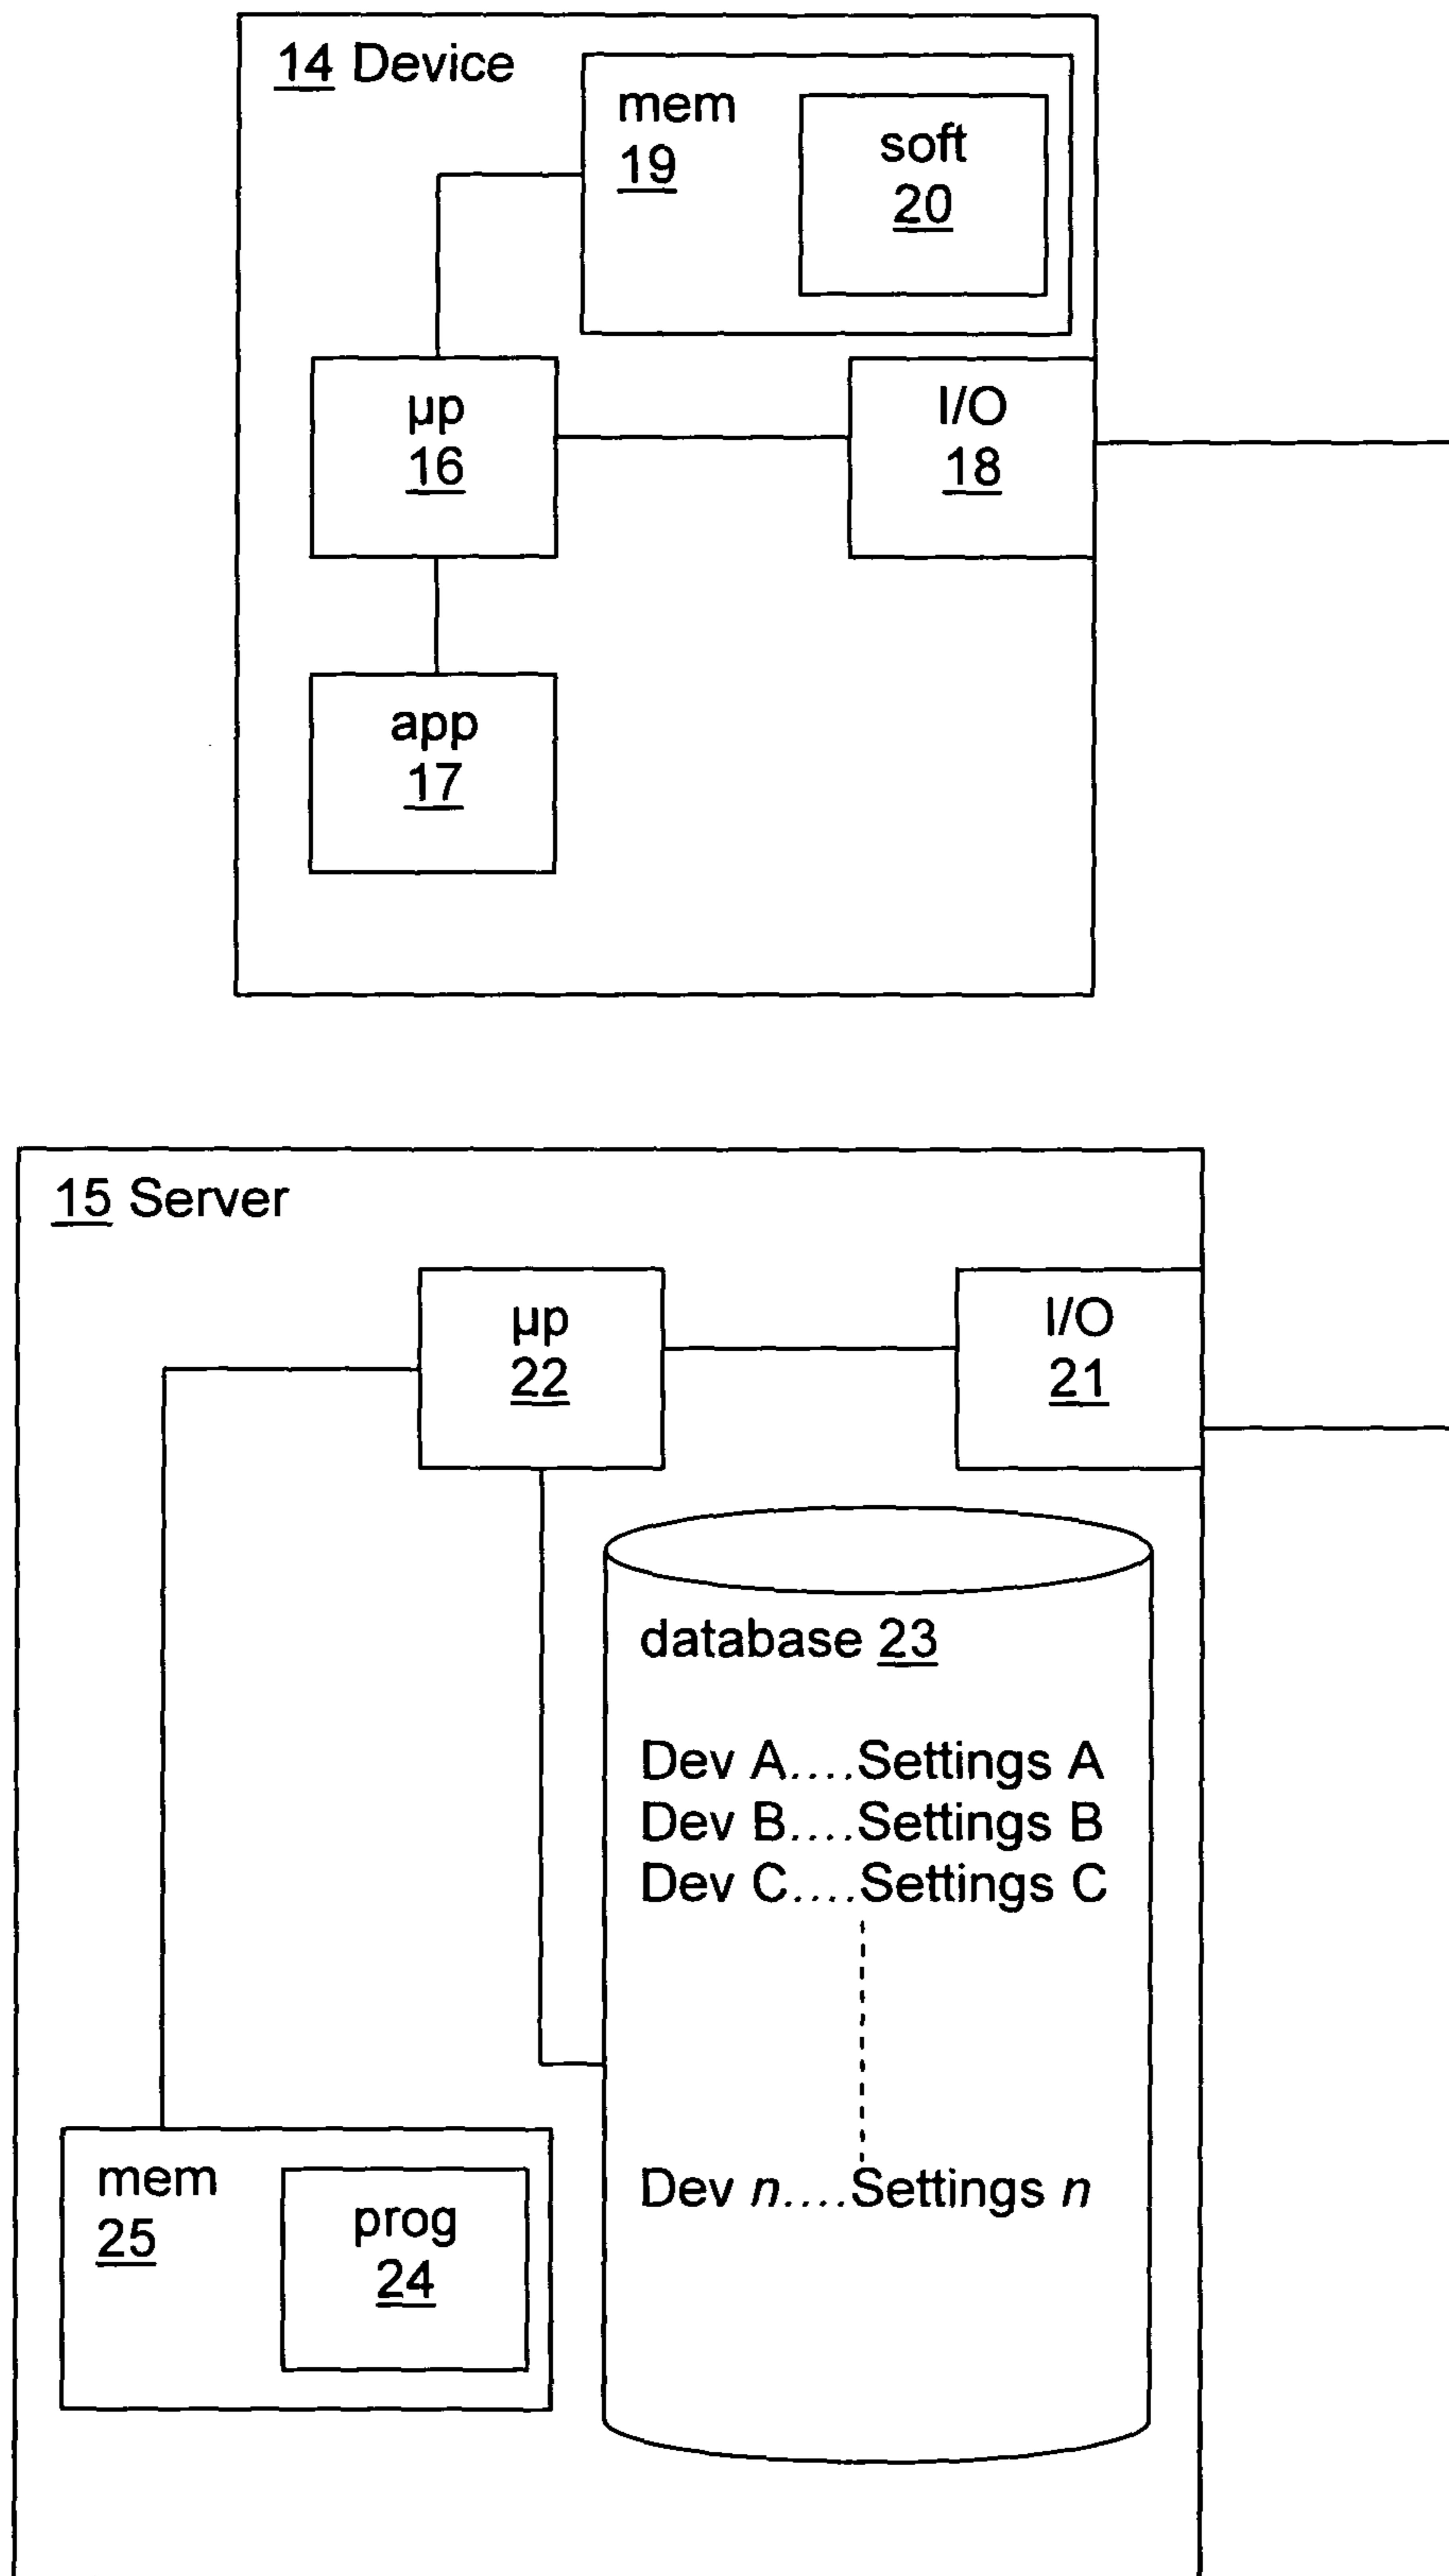 14 Device
mem
19
soft
20
µp
16
I/O
18
app
17
15 Server
µp
22
I/O
21
database 23
Dev A....Settings A
Dev B....Settings B
Dev C....Settings C
Dev n....Settings n
mem
25
prog
24